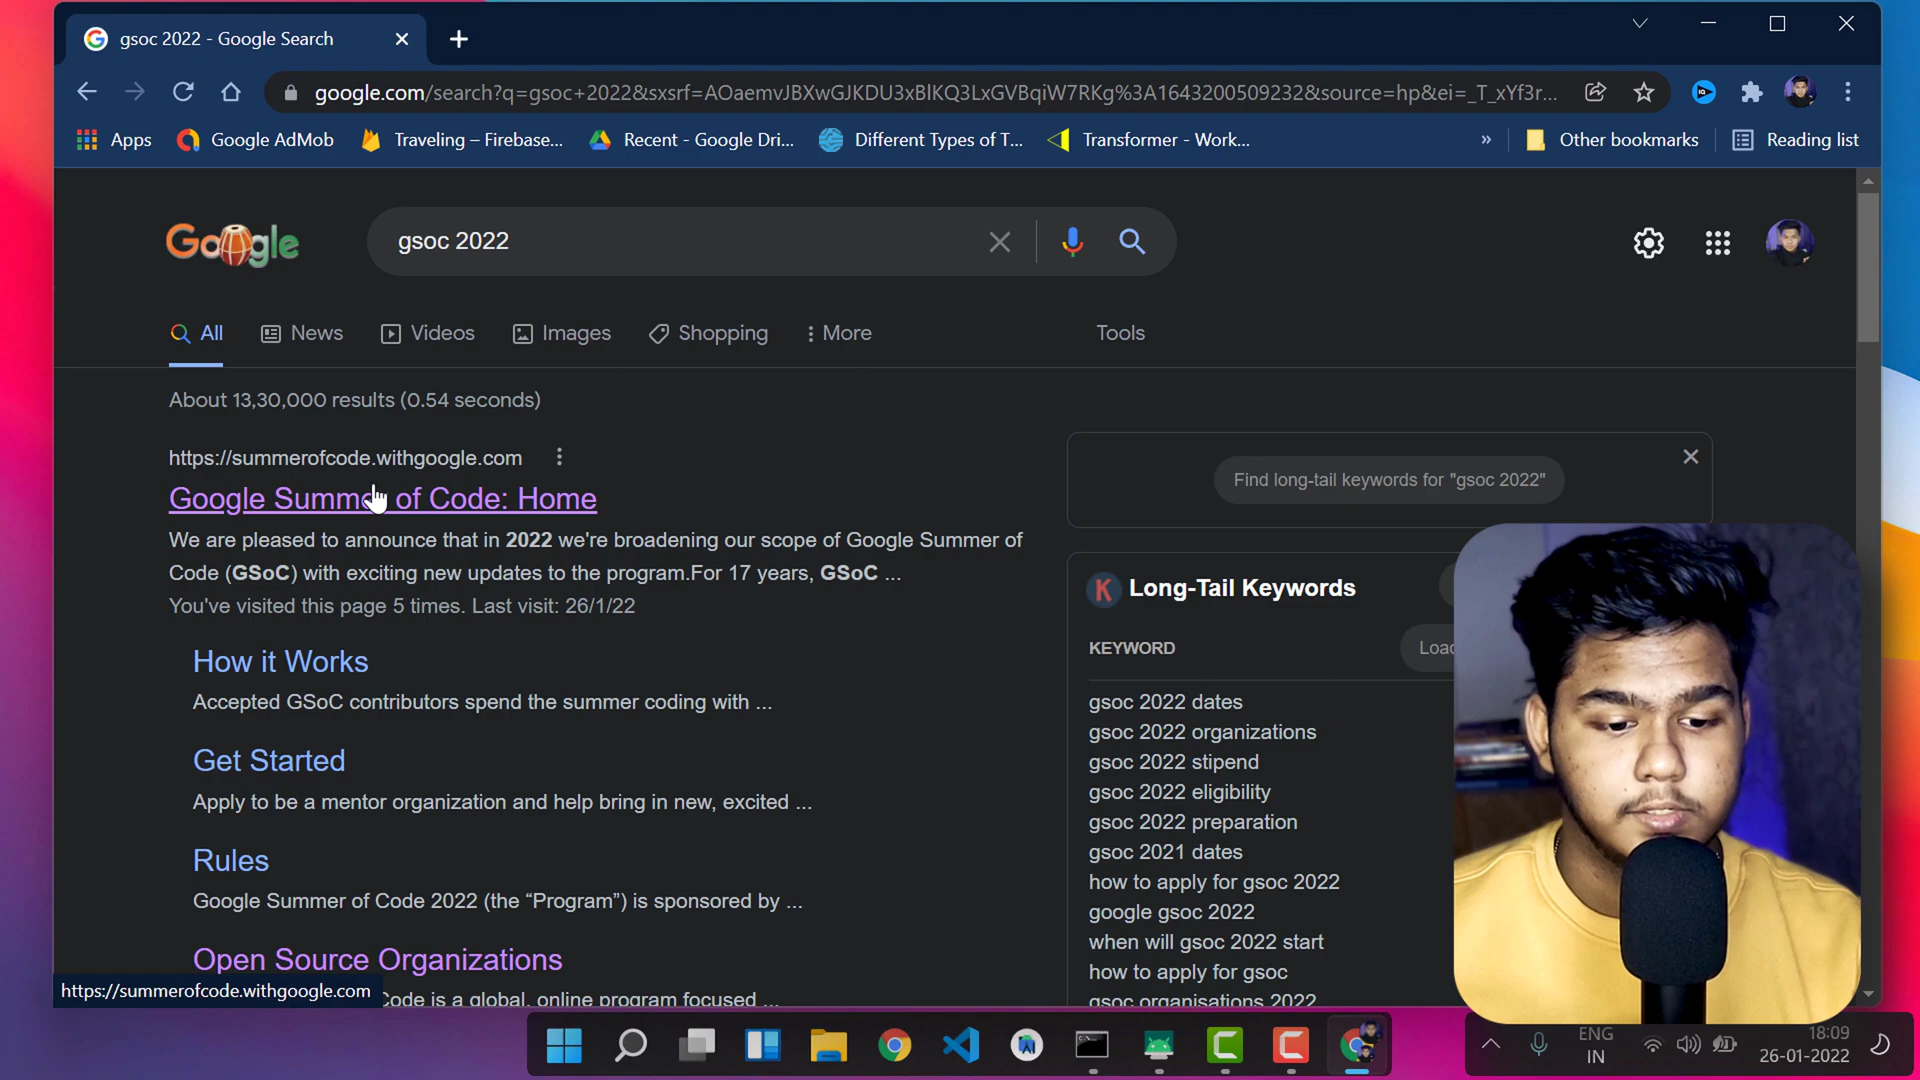 gsoc 2022 - Google Search
google.com/search?q=gsoc+2022&sxsrf=AOaemvJBXwGJKDU3xBlKQ3LxGVBqiW7RKg%3A1643200509232&source=hp&ei=_T_xYf3r...
Apps
Google AdMob
Traveling – Firebase...
Recent - Google Dri...
Different Types of T...
Transformer - Work...
»
Other bookmarks
Reading list
Google
gsoc 2022
All
News
Videos
Images
Shopping
More
Tools
About 13,30,000 results (0.54 seconds)
https://summerofcode.withgoogle.com
Google Summer of Code: Home
We are pleased to announce that in 2022 we're broadening our scope of Google Summer of
Code (GSoC) with exciting new updates to the program.For 17 years, GSoC ...
You've visited this page 5 times. Last visit: 26/1/22
How it Works
Accepted GSoC contributors spend the summer coding with ...
Get Started
Apply to be a mentor organization and help bring in new, excited ...
Rules
Google Summer of Code 2022 (the “Program”) is sponsored by ...
Open Source Organizations
Code is a global, online program focused ...
https://summerofcode.withgoogle.com
Find long-tail keywords for "gsoc 2022"
K
Long-Tail Keywords
KEYWORD
gsoc 2022 dates
gsoc 2022 organizations
gsoc 2022 stipend
gsoc 2022 eligibility
gsoc 2022 preparation
gsoc 2021 dates
how to apply for gsoc 2022
google gsoc 2022
when will gsoc 2022 start
how to apply for gsoc
gsoc organisations 2022
ENG
IN
18:09
26-01-2022